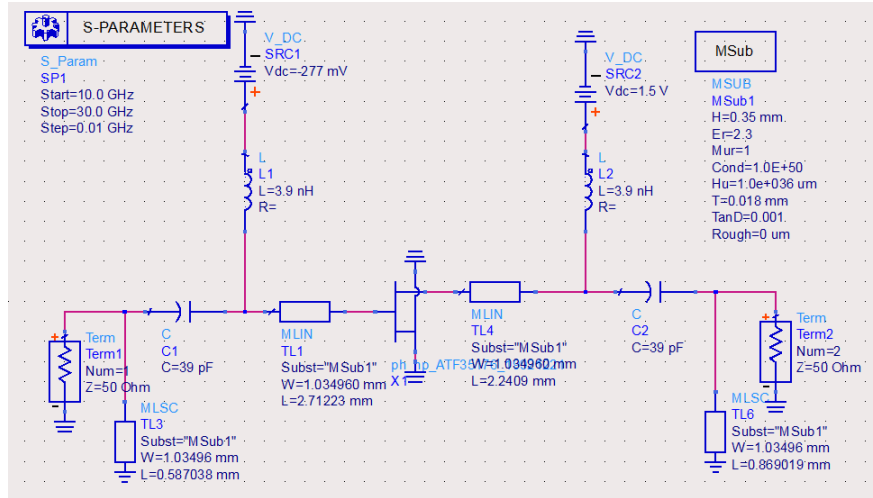 S-PARAMETERS
S_Param
SP1
Start=10.0 GHz
Stop=30.0 GHz
Step=0.01 GHz
V_DC
SRC1
Vdc=-277 mV
V_DC
SRC2
Vdc=1.5 V
MSub
MSUB
MSub1
H=0.35 mm
Er=2.3
Mur=1
Cond=1.0E+50
Hu=1.0e+036 um
T=0.018 mm
TanD=0.001
Rough=0 um
L
L1
L=3.9 nH
R=
L
L2
L=3.9 nH
R=
Term
Term1
Num=1
Z=50 Ohm
C
C1
C=39 pF
MLIN
TL1
Subst="MSub1"
W=1.034960 mm
L=2.71223 mm
X1
MLIN
TL4
Subst="MSub1"
W=1.034960 mm
L=2.2409 mm
C
C2
C=39 pF
Term
Term2
Num=2
Z=50 Ohm
MLSC
TL3
Subst="MSub1"
W=1.03496 mm
L=0.587038 mm
MLSC
TL6
Subst="MSub1"
W=1.03496 mm
L=0.869019 mm